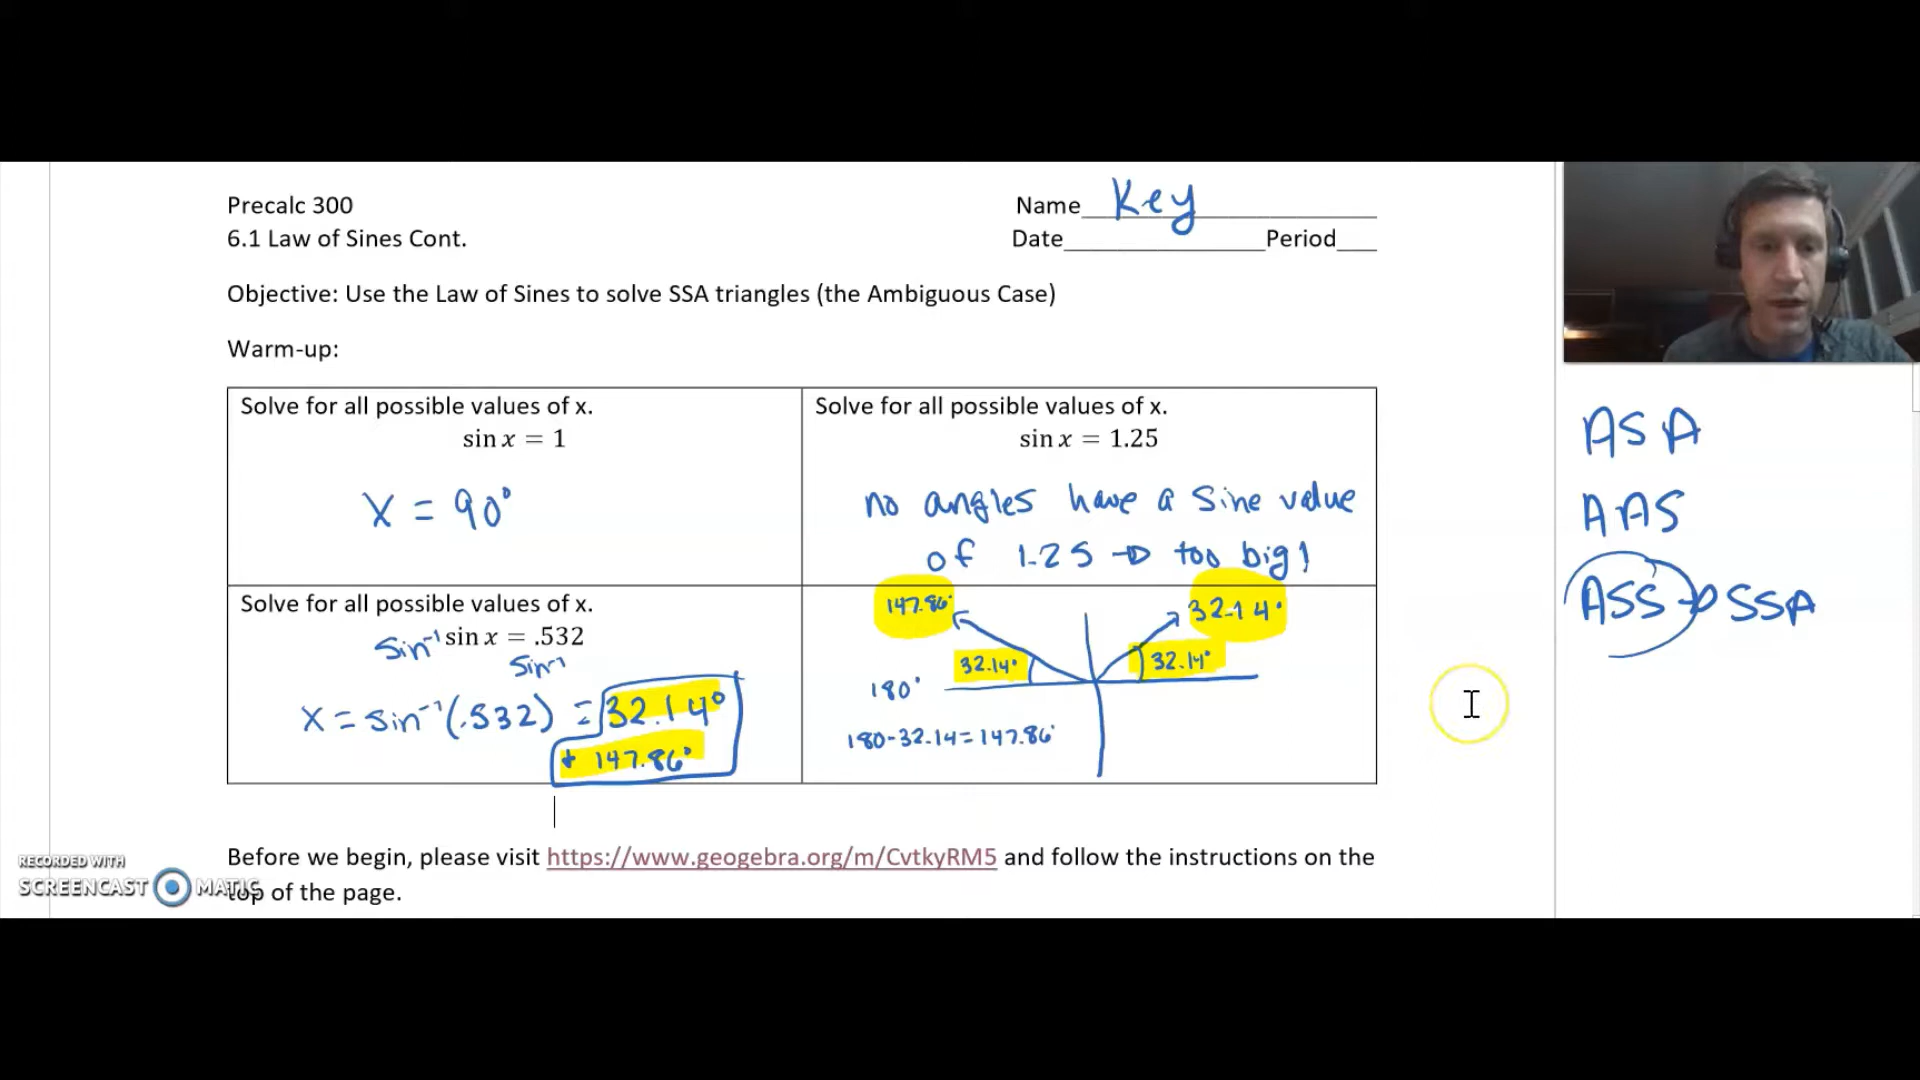 Precalc 300
Name Key
6.1 Law of Sines Cont.
Date Period
Objective: Use the Law of Sines to solve SSA triangles (the Ambiguous Case)
Warm-up:
Solve for all possible values of x.
sin x = 1
x = 90°
Solve for all possible values of x.
sin x = 1.25
no angles have a sine value
of 1.25 → too big!
Solve for all possible values of x.
sin⁻¹ sin x = .532
sin⁻¹
x = sin⁻¹(.532) = 32.14°
+ 147.86°
147.86°
32.14°
32.14°
32.14°
180°
180-32.14=147.86°
Before we begin, please visit https://www.geogebra.org/m/CvtkyRM5 and follow the instructions on the
top of the page.
ASA
AAS
ASS → SSA
RECORDED WITH
SCREENCAST MATIC